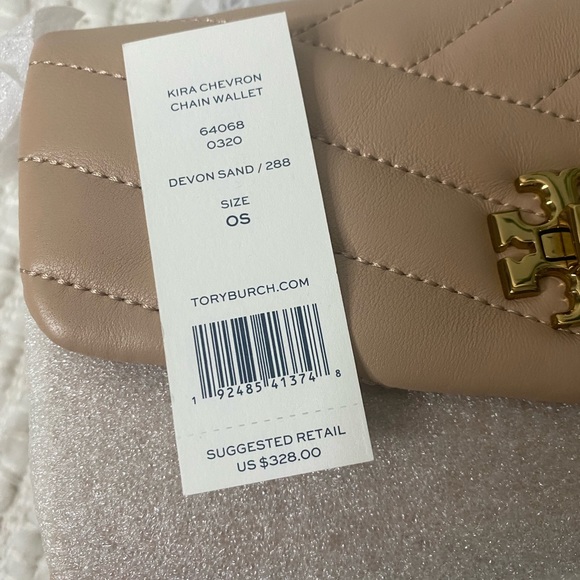 KIRA CHEVRON
CHAIN WALLET
64068
0320
DEVON SAND / 288
SIZE
OS
TORYBURCH.COM
1 92485 41374 8
SUGGESTED RETAIL
US $328.00